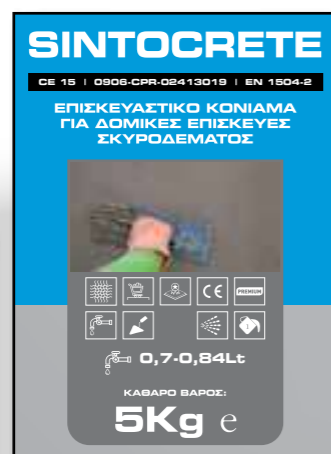 SINTOCRETE
CE 15 | 0906-CPR-02413019 | EN 1504-2
ΕΠΙΣΚΕΥΑΣΤΙΚΟ ΚΟΝΙΑΜΑ
ΓΙΑ ΔΟΜΙΚΕΣ ΕΠΙΣΚΕΥΕΣ
ΣΚΥΡΟΔΕΜΑΤΟΣ
CE PREMIUM
0,7-0,84Lt
ΚΑΘΑΡΟ ΒΑΡΟΣ:
5Kg e